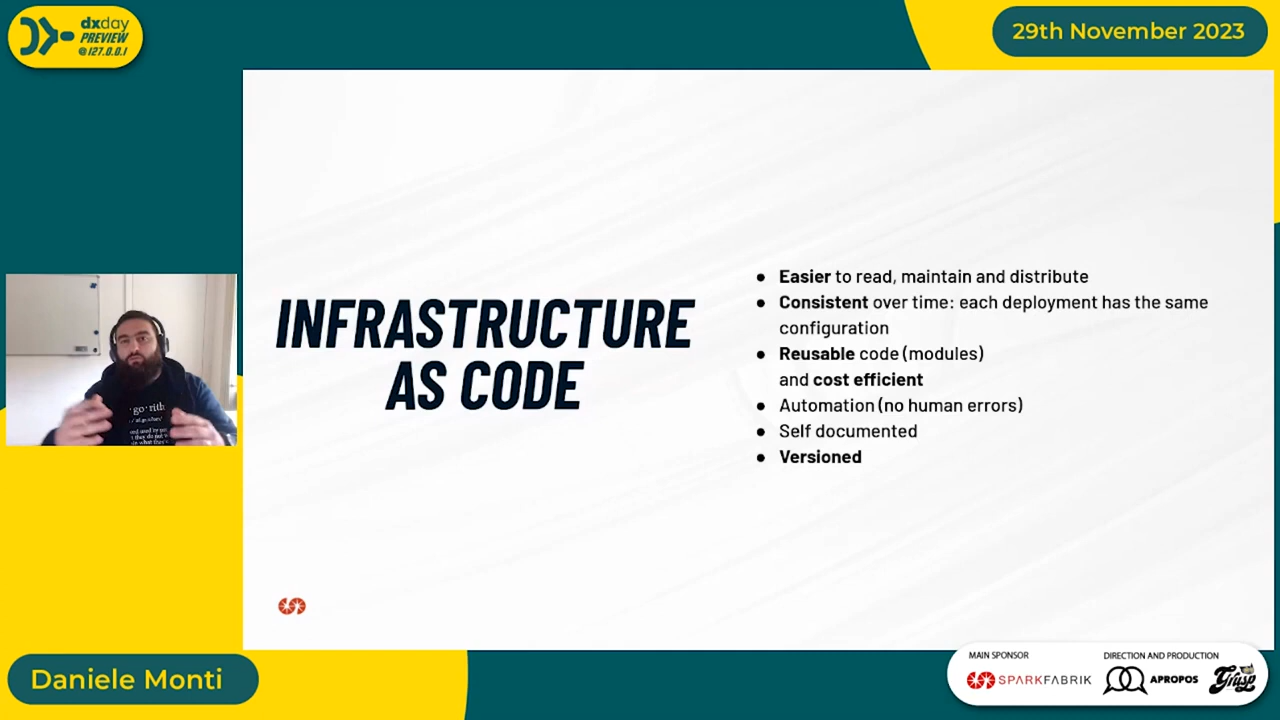 dxday
PREVIEW
@127.0.0.1
29th November 2023
INFRASTRUCTURE
AS CODE
● Easier to read, maintain and distribute
● Consistent over time: each deployment has the same
configuration
● Reusable code (modules)
and cost efficient
● Automation (no human errors)
● Self documented
● Versioned
Daniele Monti
MAIN SPONSOR
SPARKFABRIK
DIRECTION AND PRODUCTION
APROPOS
Grusp